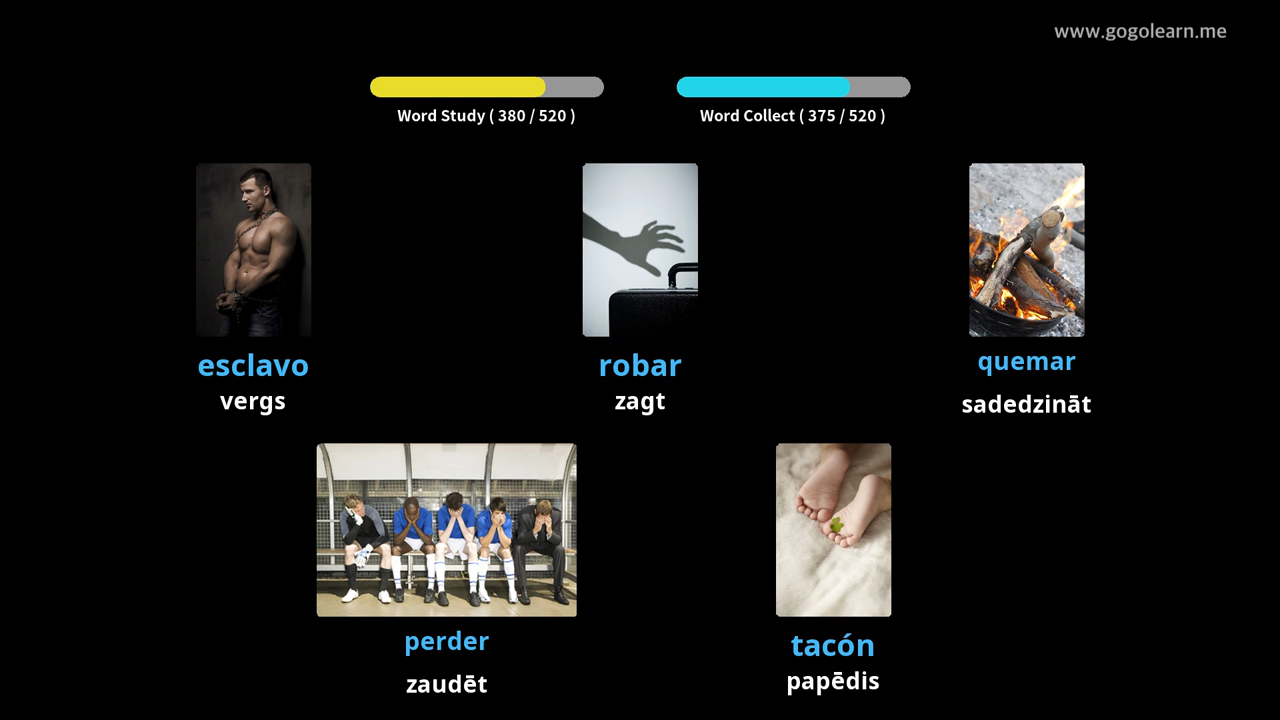 www.gogolearn.me
Word Study ( 380 / 520 )
Word Collect ( 375 / 520 )
esclavo
vergs
robar
zagt
quemar
sadedzināt
perder
zaudēt
tacón
papēdis